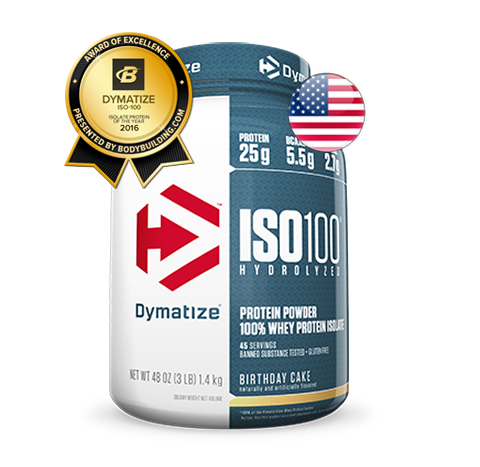 AWARD OF EXCELLENCE
B
DYMATIZE
ISO-100
ISOLATE PROTEIN
OF THE YEAR
2016
PRESENTED BY BODYBUILDING.COM
Dymatize
PROTEIN
25g
5.5g
2.7g
ISO100
HYDROLYZED
Dymatize®
PROTEIN POWDER
100% WHEY PROTEIN ISOLATE
45 SERVINGS
BANNED SUBSTANCE TESTED • GLUTEN FREE
NET WT 48 OZ (3 LB) 1.4 kg
BIRTHDAY CAKE
naturally and artificially flavored